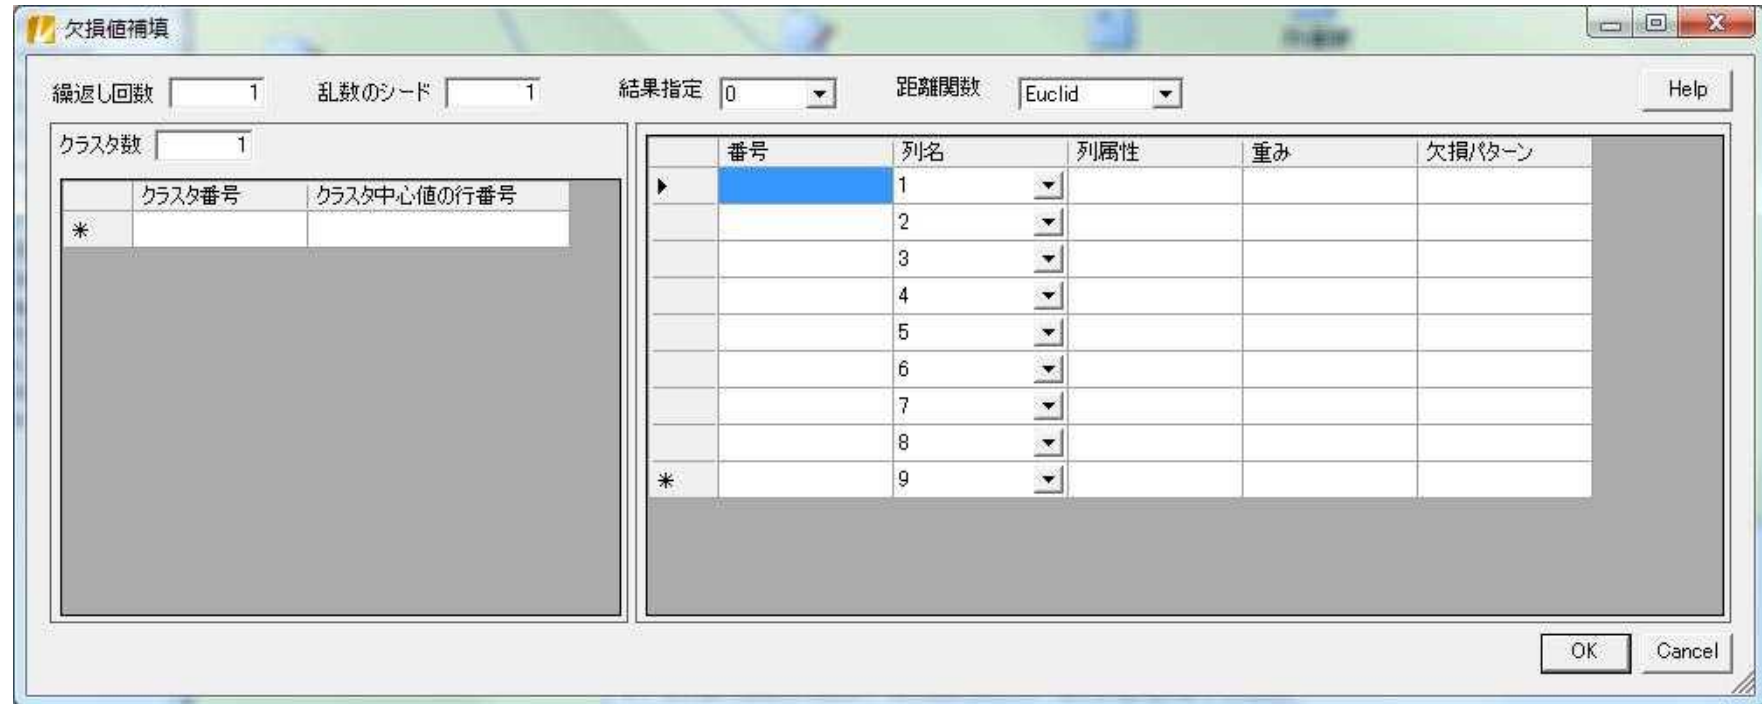 欠損値補填
繰返し回数 1 乱数のシード 1 結果指定 0 距離関数 Euclid Help
クラスタ数 1
クラスタ番号 クラスタ中心値の行番号
*
番号 列名 列属性 重み 欠損パターン
1
2
3
4
5
6
7
8
* 9
OK Cancel